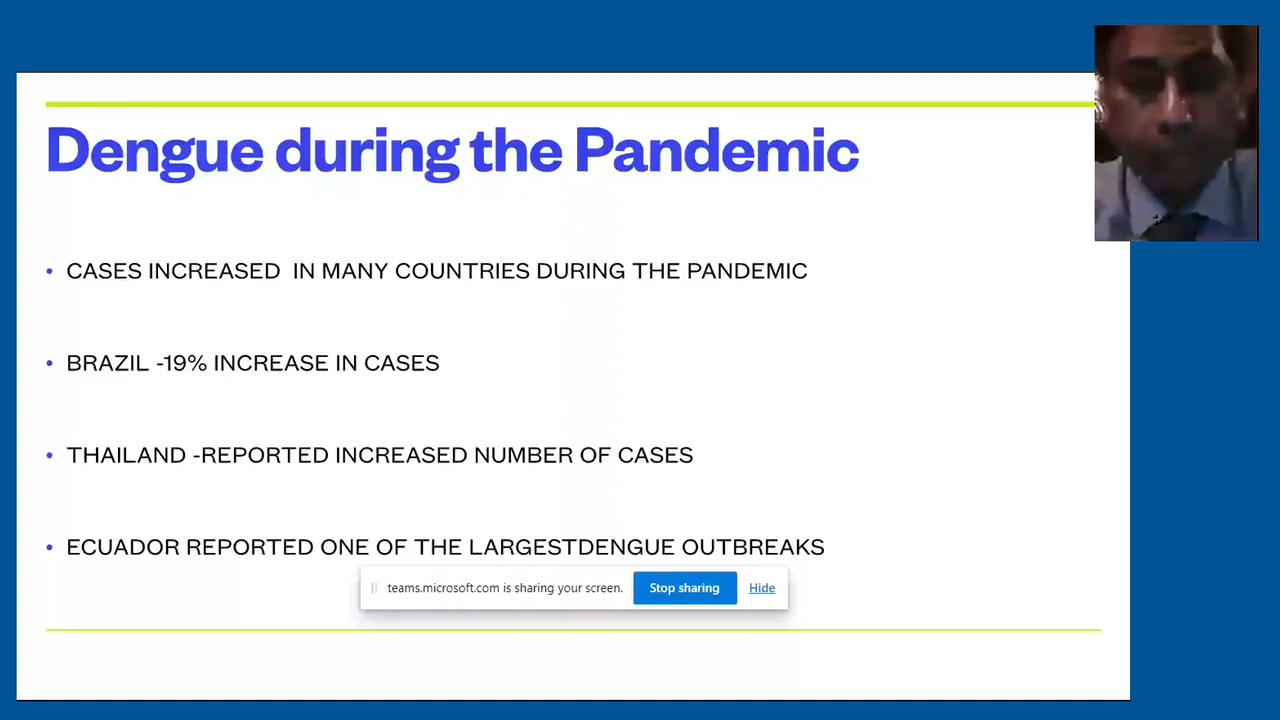 Dengue during the Pandemic
• CASES INCREASED  IN MANY COUNTRIES DURING THE PANDEMIC
• BRAZIL -19% INCREASE IN CASES
• THAILAND -REPORTED INCREASED NUMBER OF CASES
• ECUADOR REPORTED ONE OF THE LARGESTDENGUE OUTBREAKS
teams.microsoft.com is sharing your screen. Stop sharing Hide